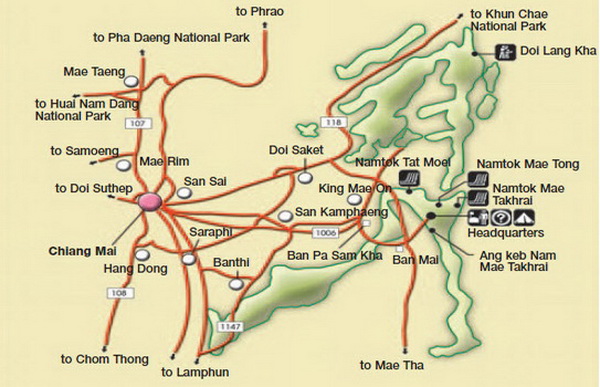 to Phrao
to Khun Chae
National Park
to Pha Daeng National Park
Doi Lang Kha
Mae Taeng
to Huai Nam Dang
National Park
107
118
to Samoeng
Mae Rim
Doi Saket
Namtok Tat Moei
Namtok Mae Tong
San Sai
to Doi Suthep
King Mae On
Namtok Mae
Takhrai
San Kamphaeng
Saraphi
1006
Headquarters
Chiang Mai
Hang Dong
Banthi
Ban Pa Sam Kha
Ban Mai
Ang keb Nam
Mae Takhrai
108
1147
to Chom Thong
to Lamphun
to Mae Tha